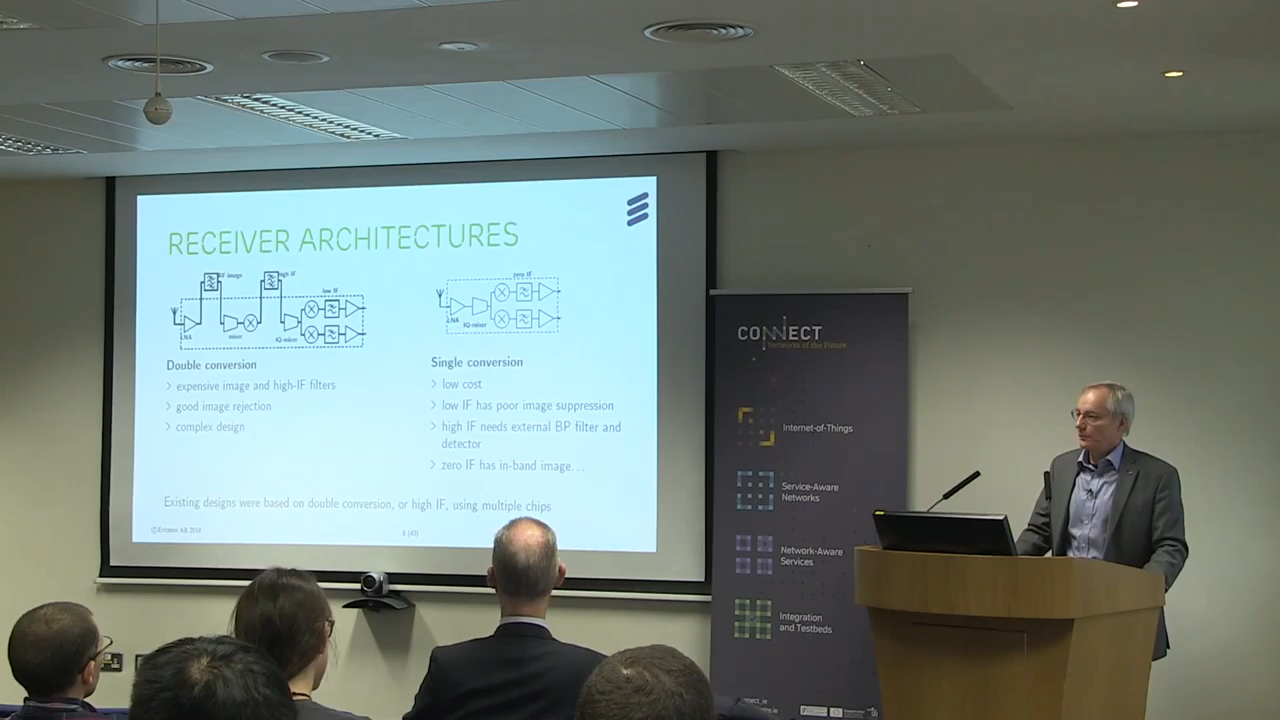 RECEIVER ARCHITECTURES
RF image
high IF
low IF
LNA
mixer
IQ-mixer
zero IF
LNA
IQ-mixer
Double conversion
> expensive image and high-IF filters
> good image rejection
> complex design
Single conversion
> low cost
> low IF has poor image suppression
> high IF needs external BP filter and
detector
> zero IF has in-band image...
Existing designs were based on double conversion, or high IF, using multiple chips
CONNECT
Networks of the Future
Internet-of-Things
Service-Aware
Networks
Network-Aware
Services
Integration
and Testbeds